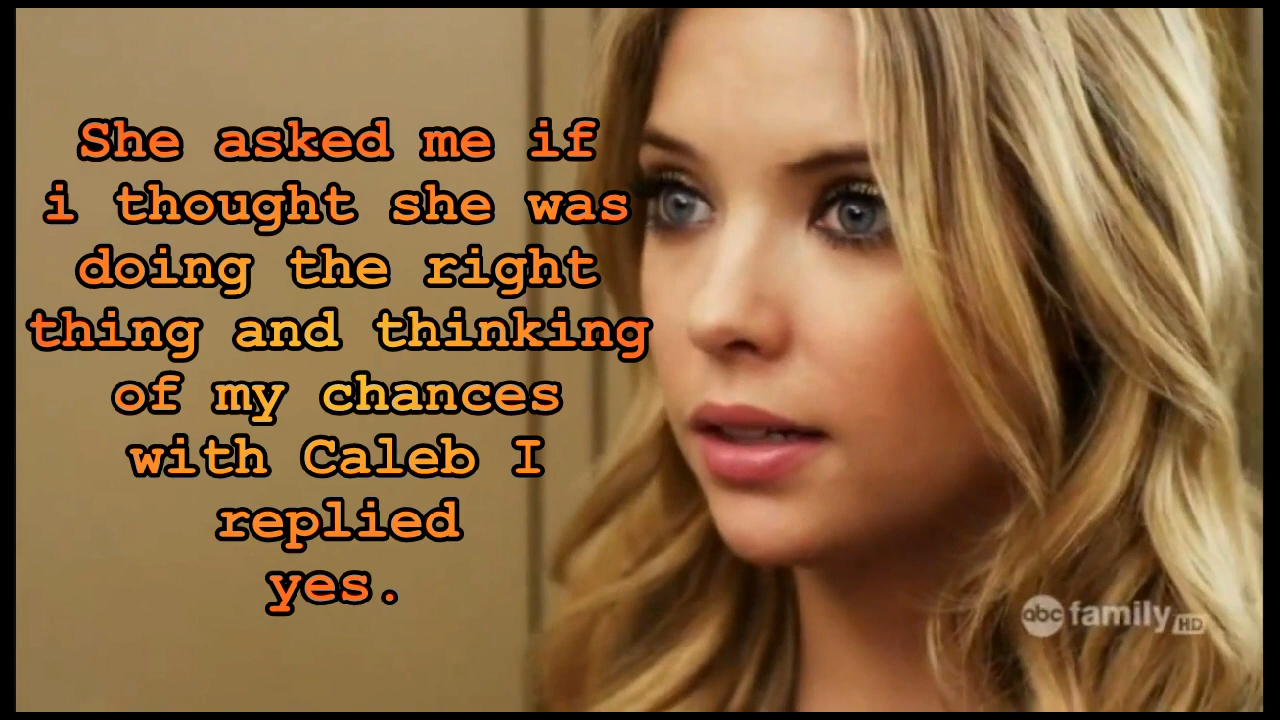 She asked me if
i thought she was
doing the right
thing and thinking
of my chances
with Caleb I
replied
yes.
abc family HD